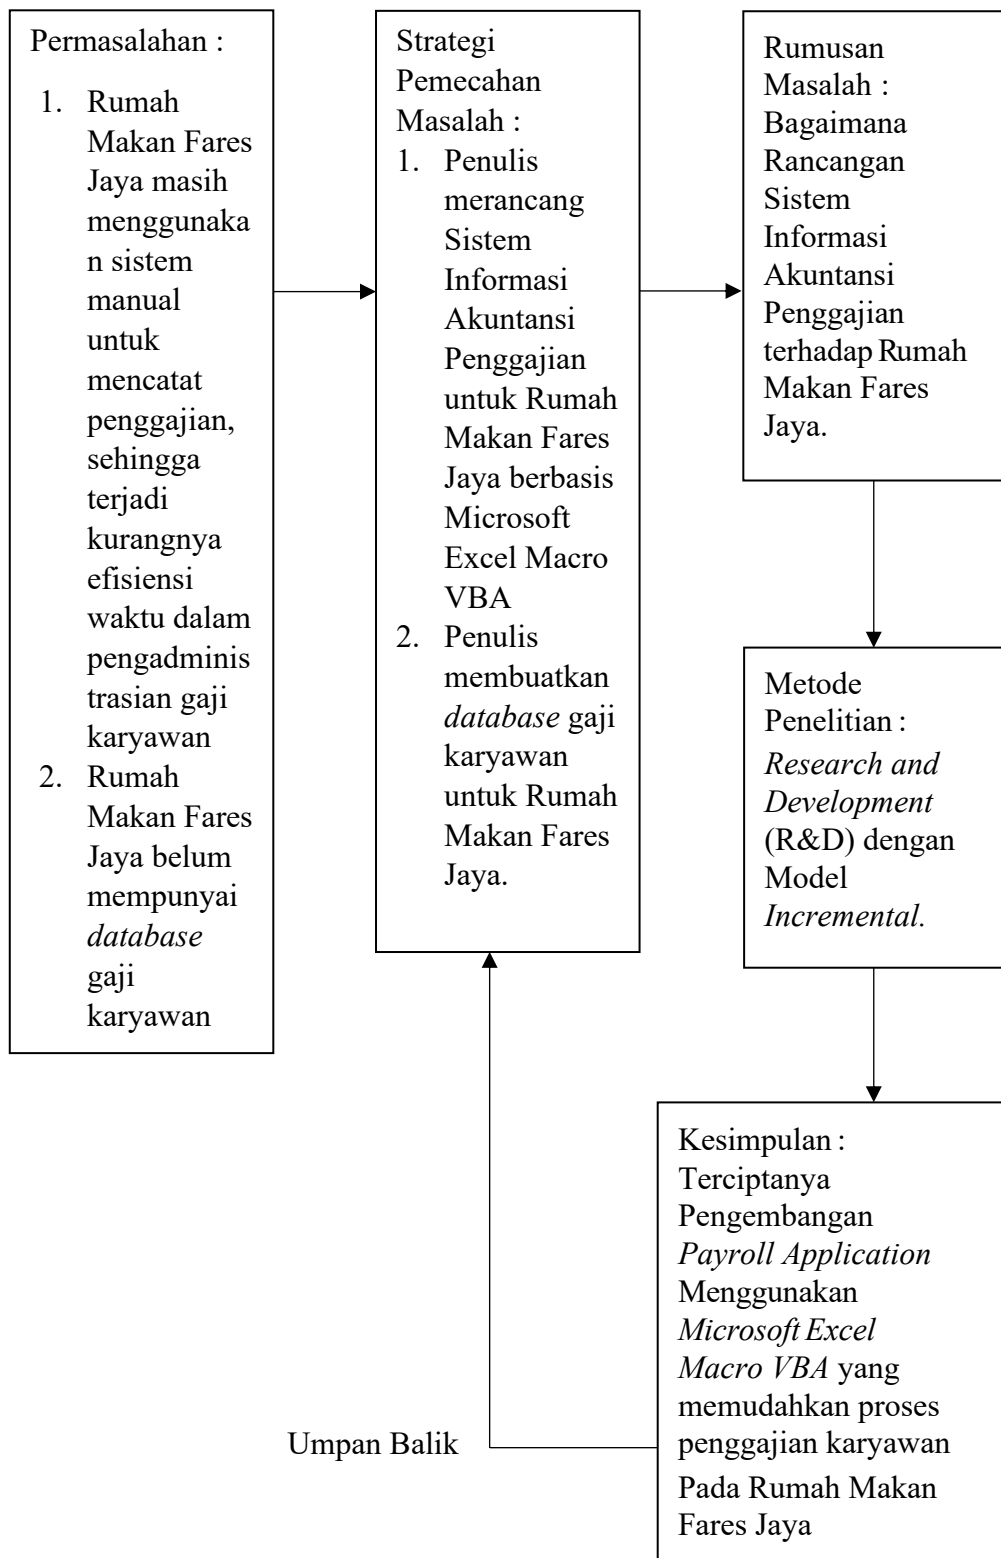 Permasalahan :
1. Rumah
Makan Fares
Jaya masih
menggunaka
n sistem
manual
untuk
mencatat
penggajian,
sehingga
terjadi
kurangnya
efisiensi
waktu dalam
pengadminis
trasian gaji
karyawan
2. Rumah
Makan Fares
Jaya belum
mempunyai
database
gaji
karyawan
Strategi
Pemecahan
Masalah :
1. Penulis
merancang
Sistem
Informasi
Akuntansi
Penggajian
untuk Rumah
Makan Fares
Jaya berbasis
Microsoft
Excel Macro
VBA
2. Penulis
membuatkan
database gaji
karyawan
untuk Rumah
Makan Fares
Jaya.
Rumusan
Masalah :
Bagaimana
Rancangan
Sistem
Informasi
Akuntansi
Penggajian
terhadap Rumah
Makan Fares
Jaya.
Metode
Penelitian :
Research and
Development
(R&D) dengan
Model
Incremental.
Kesimpulan :
Terciptanya
Pengembangan
Payroll Application
Menggunakan
Microsoft Excel
Macro VBA yang
memudahkan proses
penggajian karyawan
Pada Rumah Makan
Fares Jaya
Umpan Balik